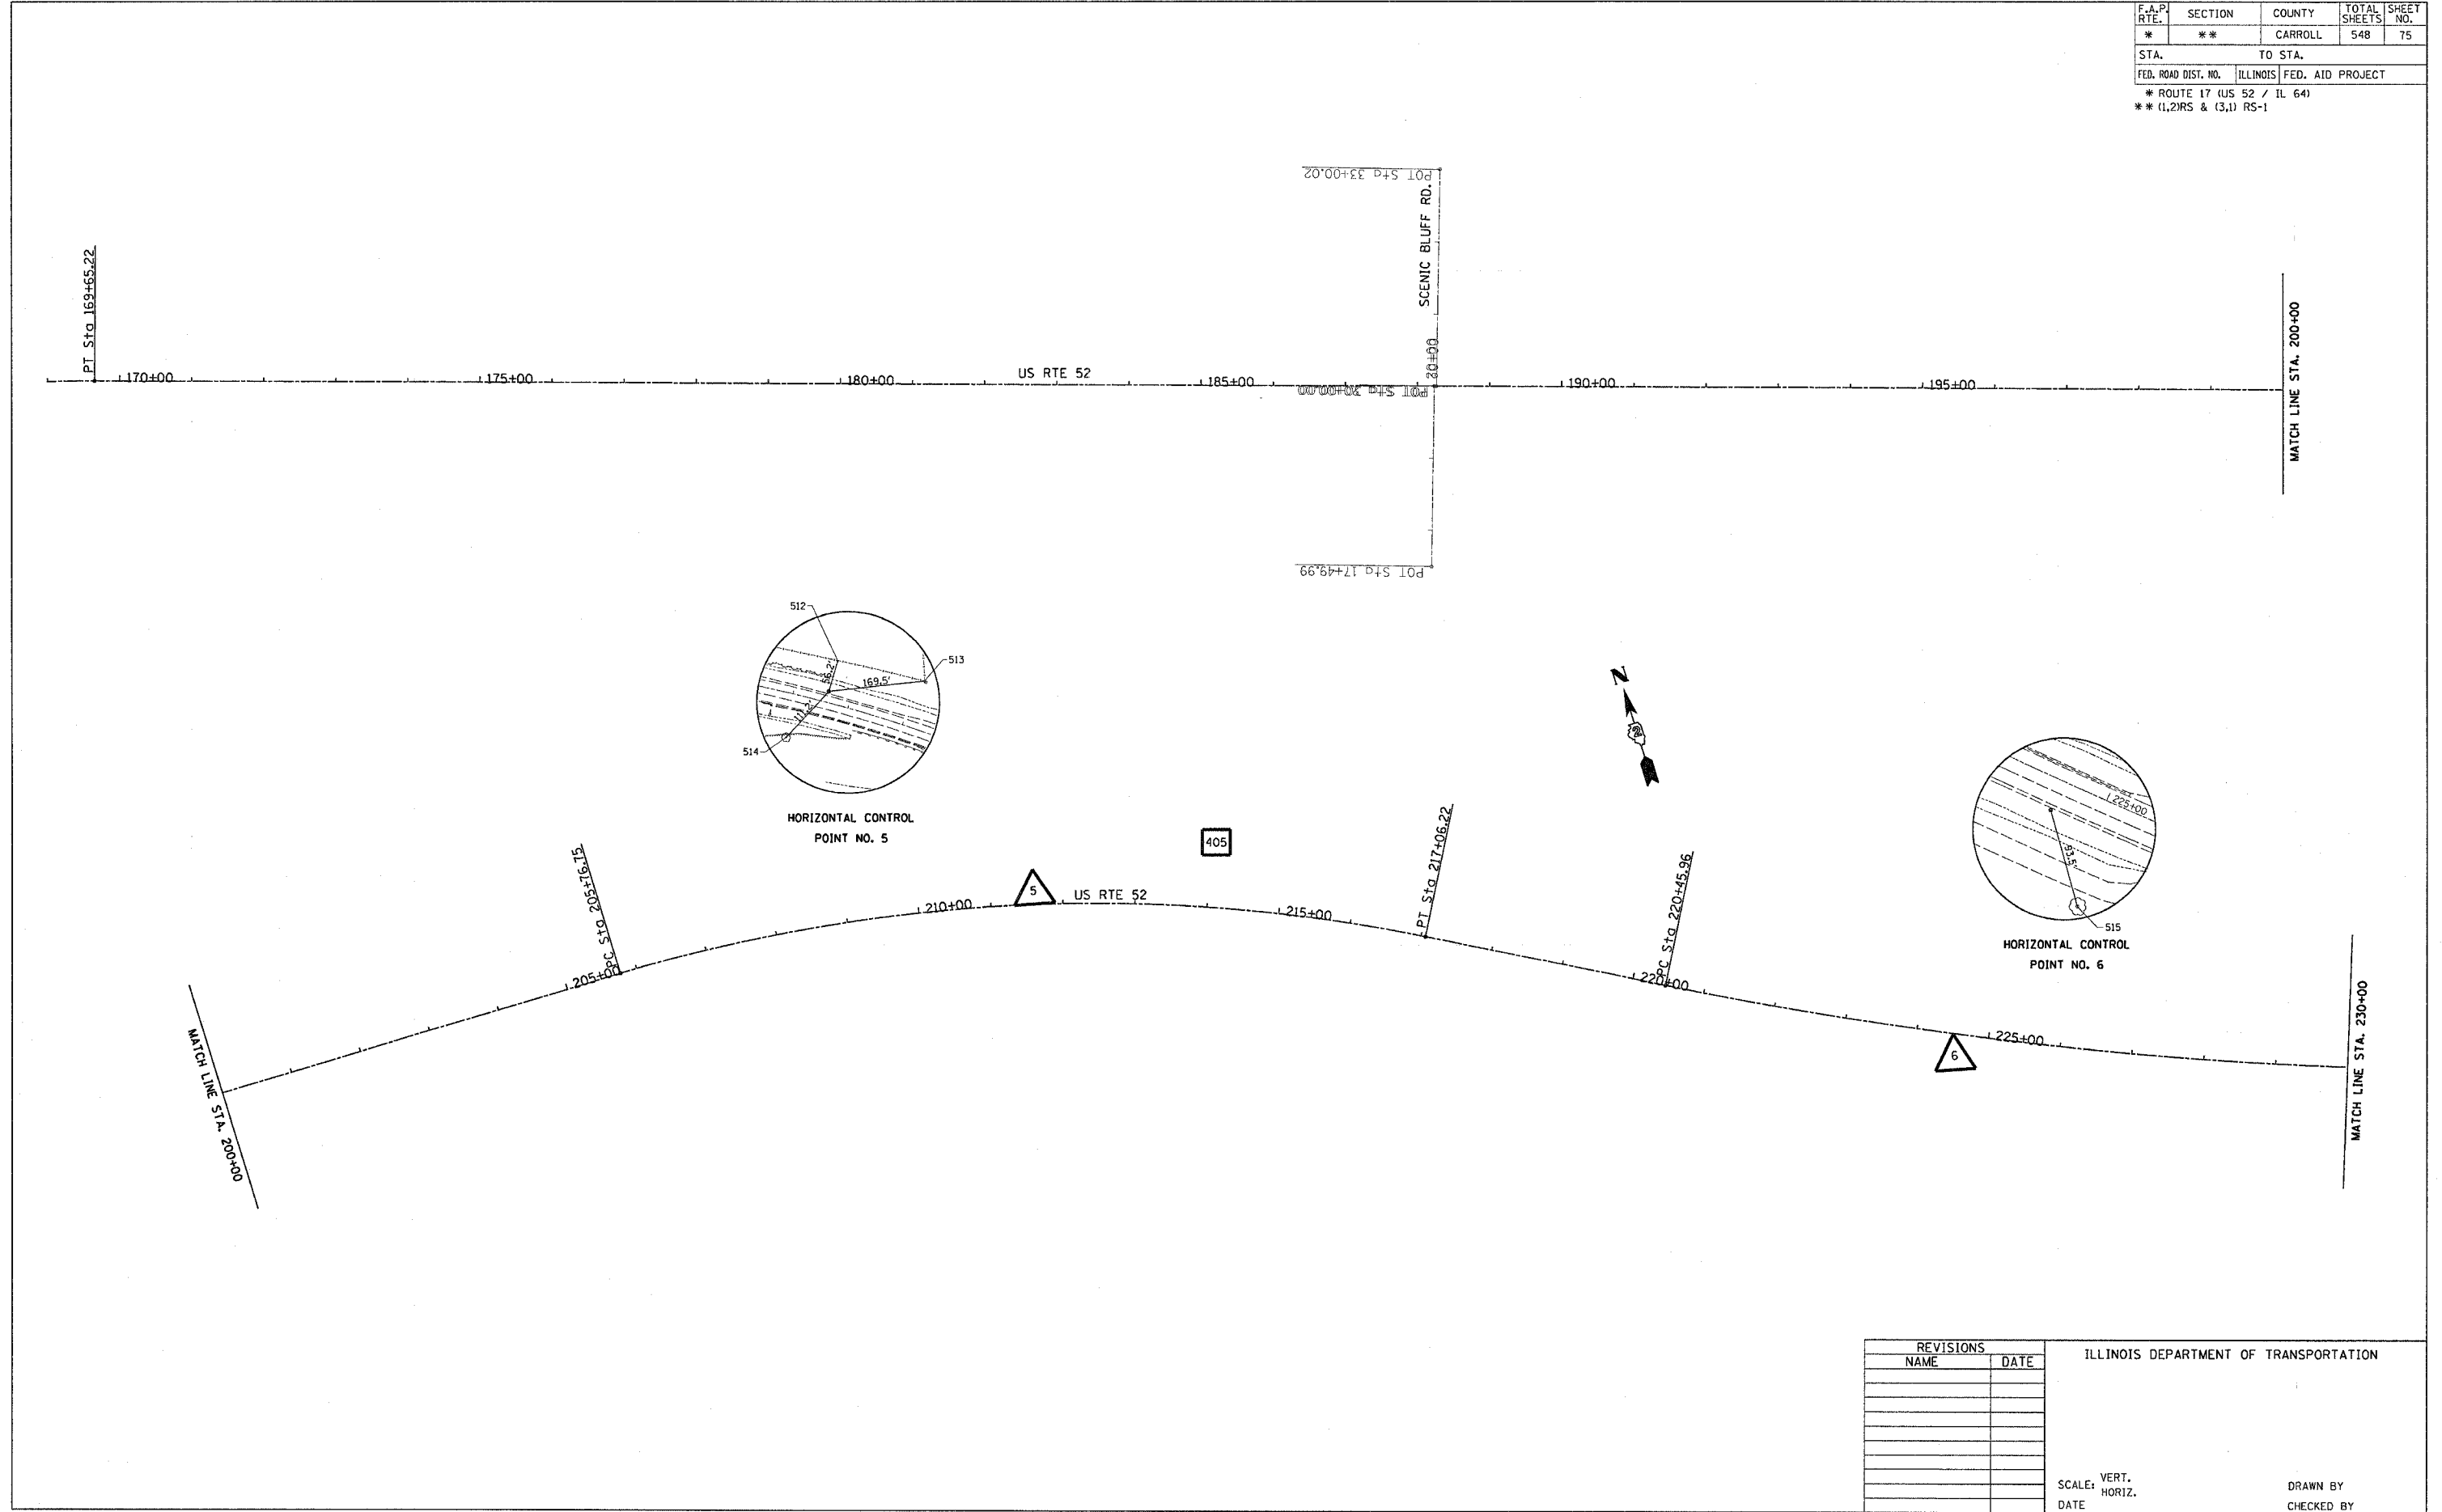 F.A.P. RTE. SECTION COUNTY TOTAL SHEETS SHEET NO.
* ** CARROLL 548 75
STA. TO STA.
FED. ROAD DIST. NO. ILLINOIS FED. AID PROJECT
* ROUTE 17 (US 52 / IL 64)
** (1,2)RS & (3,1) RS-1
POT Sta 33+00.02
SCENIC BLUFF RD.
PT Sta 169+65.22
170+00
175+00
180+00
US RTE 52
185+00
20+00
POT Sta 30+00.00
190+00
195+00
MATCH LINE STA. 200+00
POT Sta 17+49.99
512
513
56.2'
169.5'
514
HORIZONTAL CONTROL
POINT NO. 5
N
2
225+00
93.5'
515
HORIZONTAL CONTROL
POINT NO. 6
405
MATCH LINE STA. 200+00
205+00
PC Sta 205+76.75
210+00
5
US RTE 52
215+00
PT Sta 217+06.22
220+00
PC Sta 220+45.96
6
225+00
MATCH LINE STA. 230+00
REVISIONS
NAME DATE
ILLINOIS DEPARTMENT OF TRANSPORTATION
SCALE: VERT.
HORIZ.
DATE
DRAWN BY
CHECKED BY